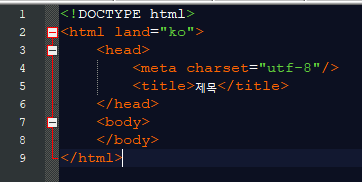 1 <!DOCTYPE html>
2 <html land="ko">
3 <head>
4 <meta charset="utf-8"/>
5 <title>제목</title>
6 </head>
7 <body>
8 </body>
9 </html>